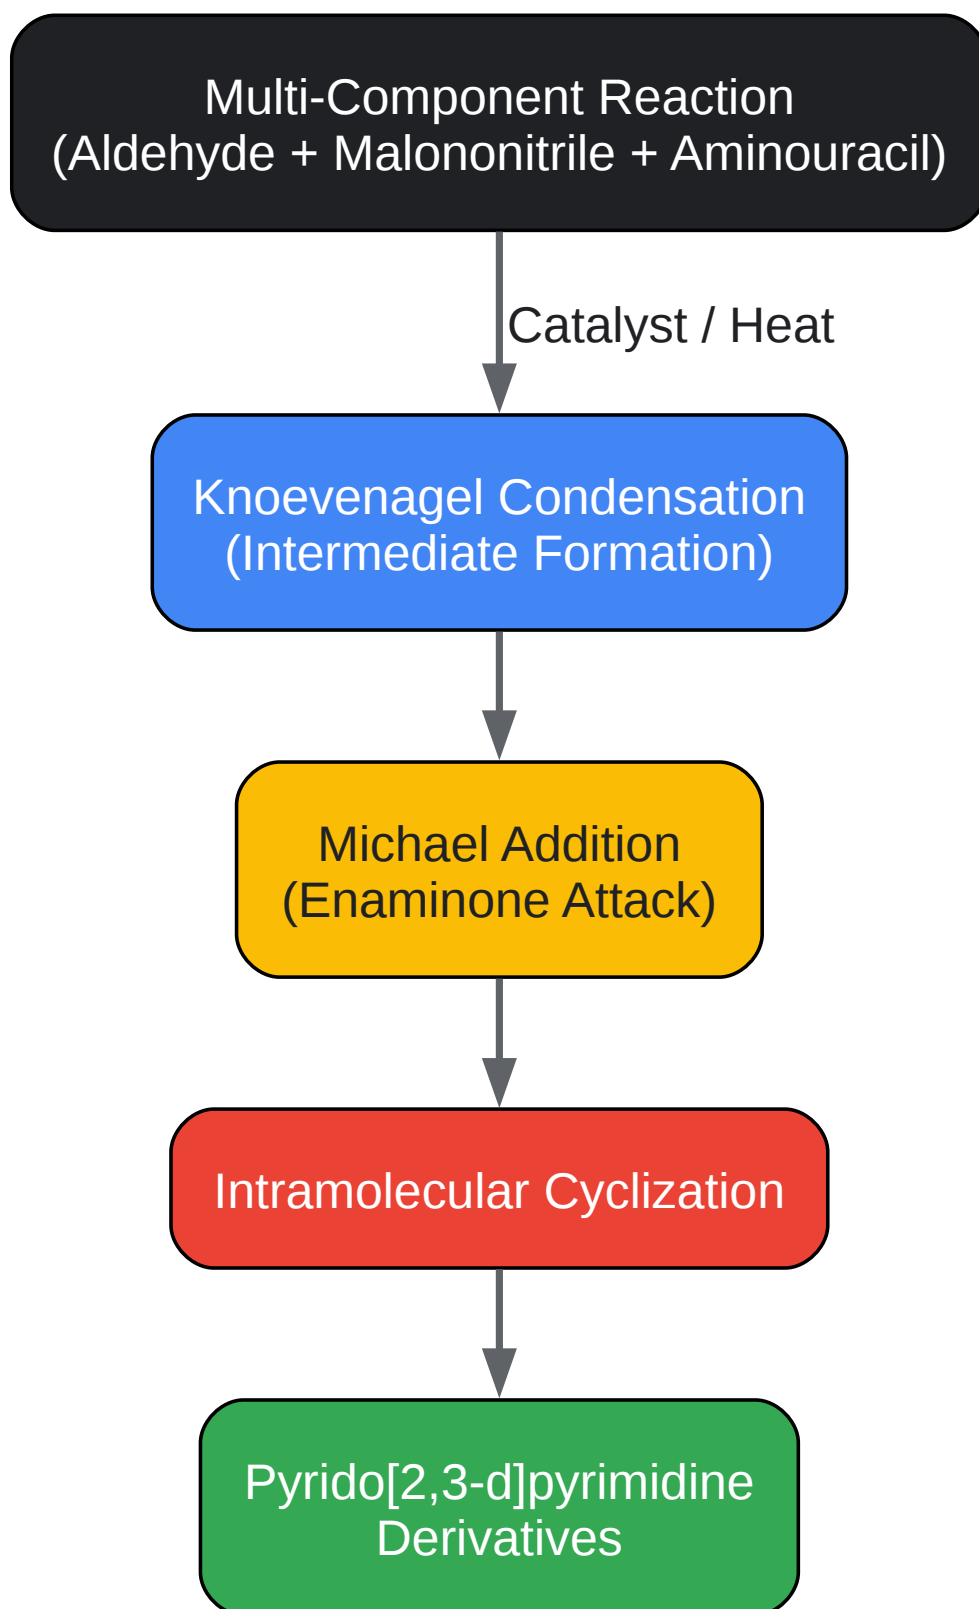 Multi-Component Reaction
(Aldehyde + Malononitrile + Aminouracil)
Catalyst / Heat
Knoevenagel Condensation
(Intermediate Formation)
Michael Addition
(Enaminone Attack)
Intramolecular Cyclization
Pyrido[2,3-d]pyrimidine
Derivatives